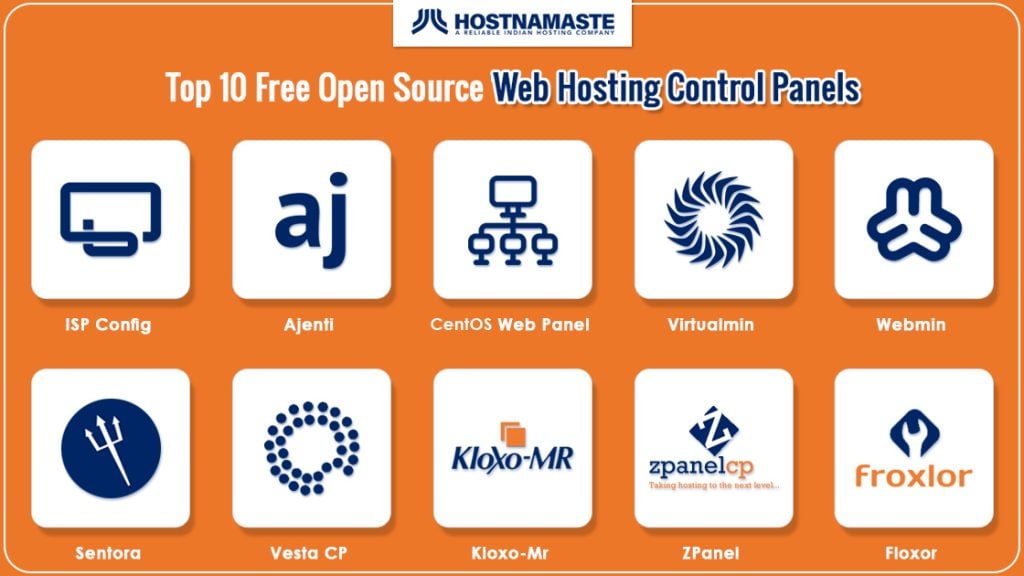 HOSTNAMASTE
A RELIABLE INDIAN HOSTING COMPANY
Top 10 Free Open Source Web Hosting Control Panels
aj
ISP Config
Ajenti
CentOS Web Panel
Virtualmin
Webmin
Kloxo-MR
Z
zpanelcp
Taking hosting to the next level...
froxlor
Sentora
Vesta CP
Kloxo-Mr
ZPanel
Floxor